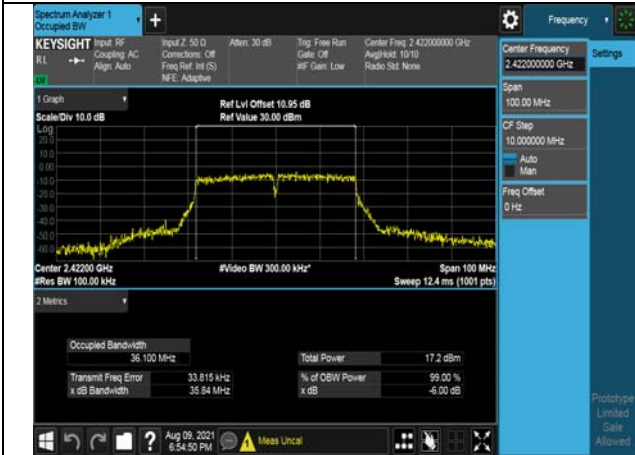 Spectrum Analyzer 1
Occupied BW
Frequency
KEYSIGHT
RL
Input: RF
Coupling: AC
Align: Auto
Input Z: 50 Ω
Corrections: Off
Freq Ref: Int (S)
NFE: Adaptive
Atten: 30 dB
Trig: Free Run
Gate: Off
#IF Gain: Low
Center Freq: 2.422000000 GHz
Avg|Hold: 10/10
Radio Std: None
Center Frequency
2.422000000 GHz
Settings
Span
100.00 MHz
CF Step
10.000000 MHz
Auto
Man
Freq Offset
0 Hz
1 Graph
Scale/Div 10.0 dB
Ref Lvl Offset 10.95 dB
Ref Value 30.00 dBm
Log
20.0
10.0
0.00
-10.0
-20.0
-30.0
-40.0
-50.0
-60.0
Center 2.42200 GHz
#Res BW 100.00 kHz
#Video BW 300.00 kHz*
Span 100 MHz
Sweep 12.4 ms (1001 pts)
2 Metrics
Occupied Bandwidth
36.100 MHz
Total Power 17.2 dBm
Transmit Freq Error 33.815 kHz
% of OBW Power 99.00 %
x dB Bandwidth 35.84 MHz
x dB -6.00 dB
Prototype
Limited
Sale
Allowed
Aug 09, 2021
6:54:50 PM
Meas Uncal